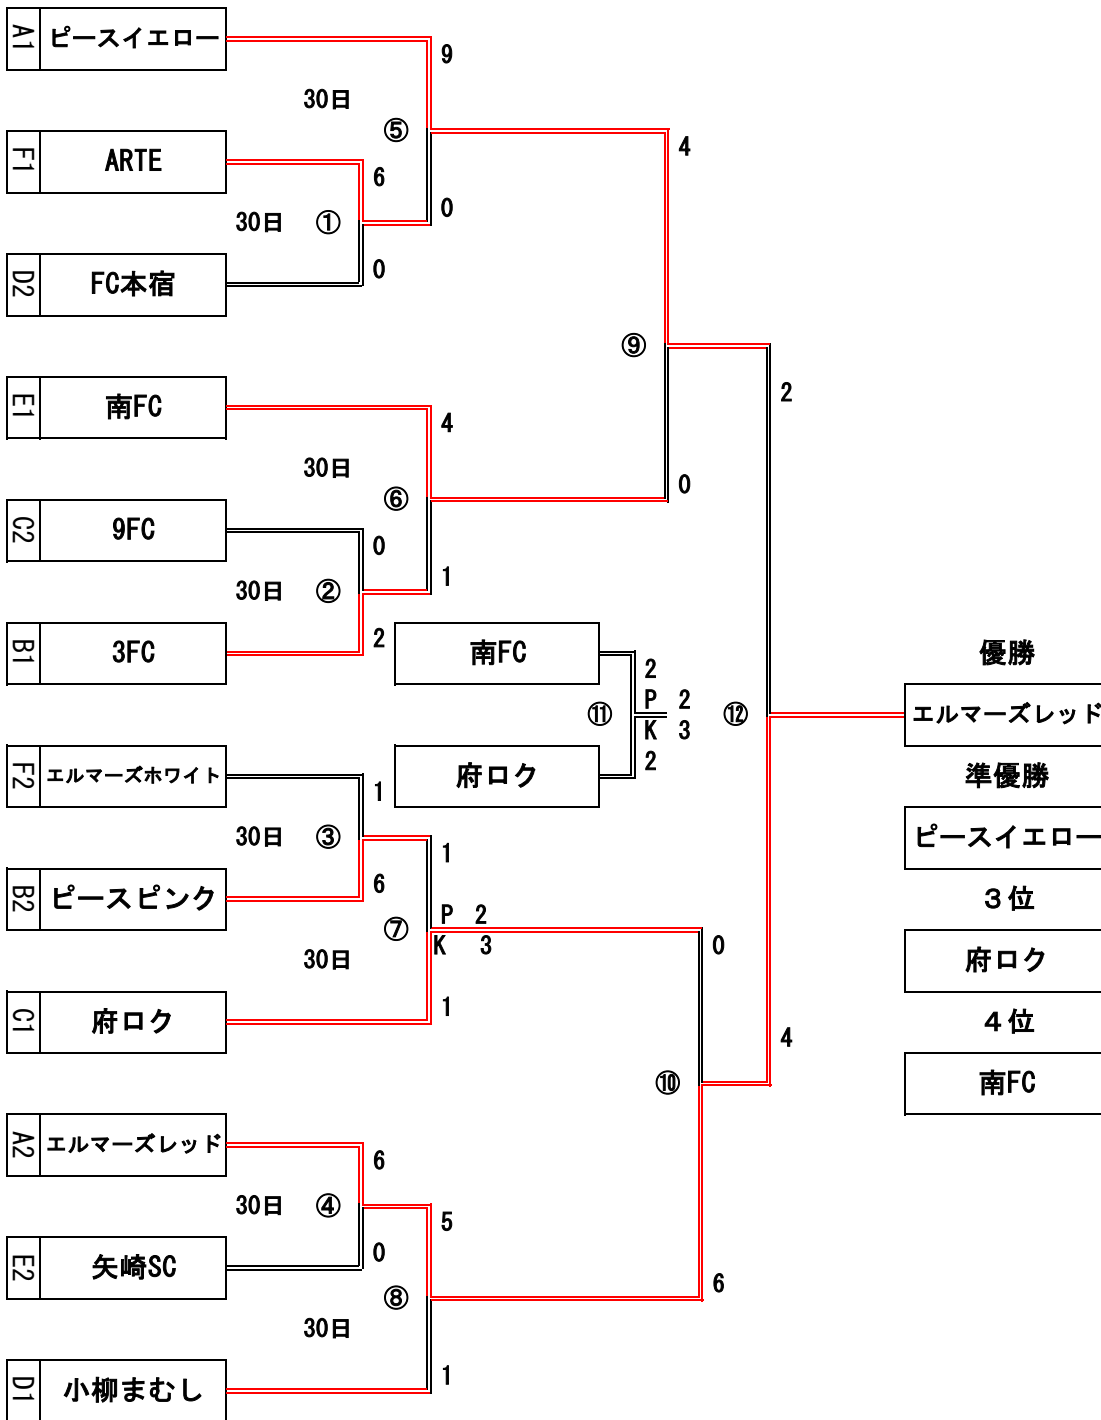 A1 ピースイエロー
9
30日
⑤
4
F1 ARTE
6
0
30日 ①
D2 FC本宿
0
⑨
2
E1 南FC
4
30日
⑥
0
C2 9FC
0
1
30日 ②
B1 3FC
2
南FC
2
P 2
⑪
K 3
2
府ロク
⑫
優勝
エルマーズレッド
準優勝
ピースイエロー
3位
府ロク
4位
南FC
F2 エルマーズホワイト
1
30日 ③
1
B2 ピースピンク
6
P 2
⑦
K 3
0
30日
C1 府ロク
1
4
⑩
A2 エルマーズレッド
6
30日 ④
5
E2 矢崎SC
0
6
⑧
30日
D1 小柳まむし
1